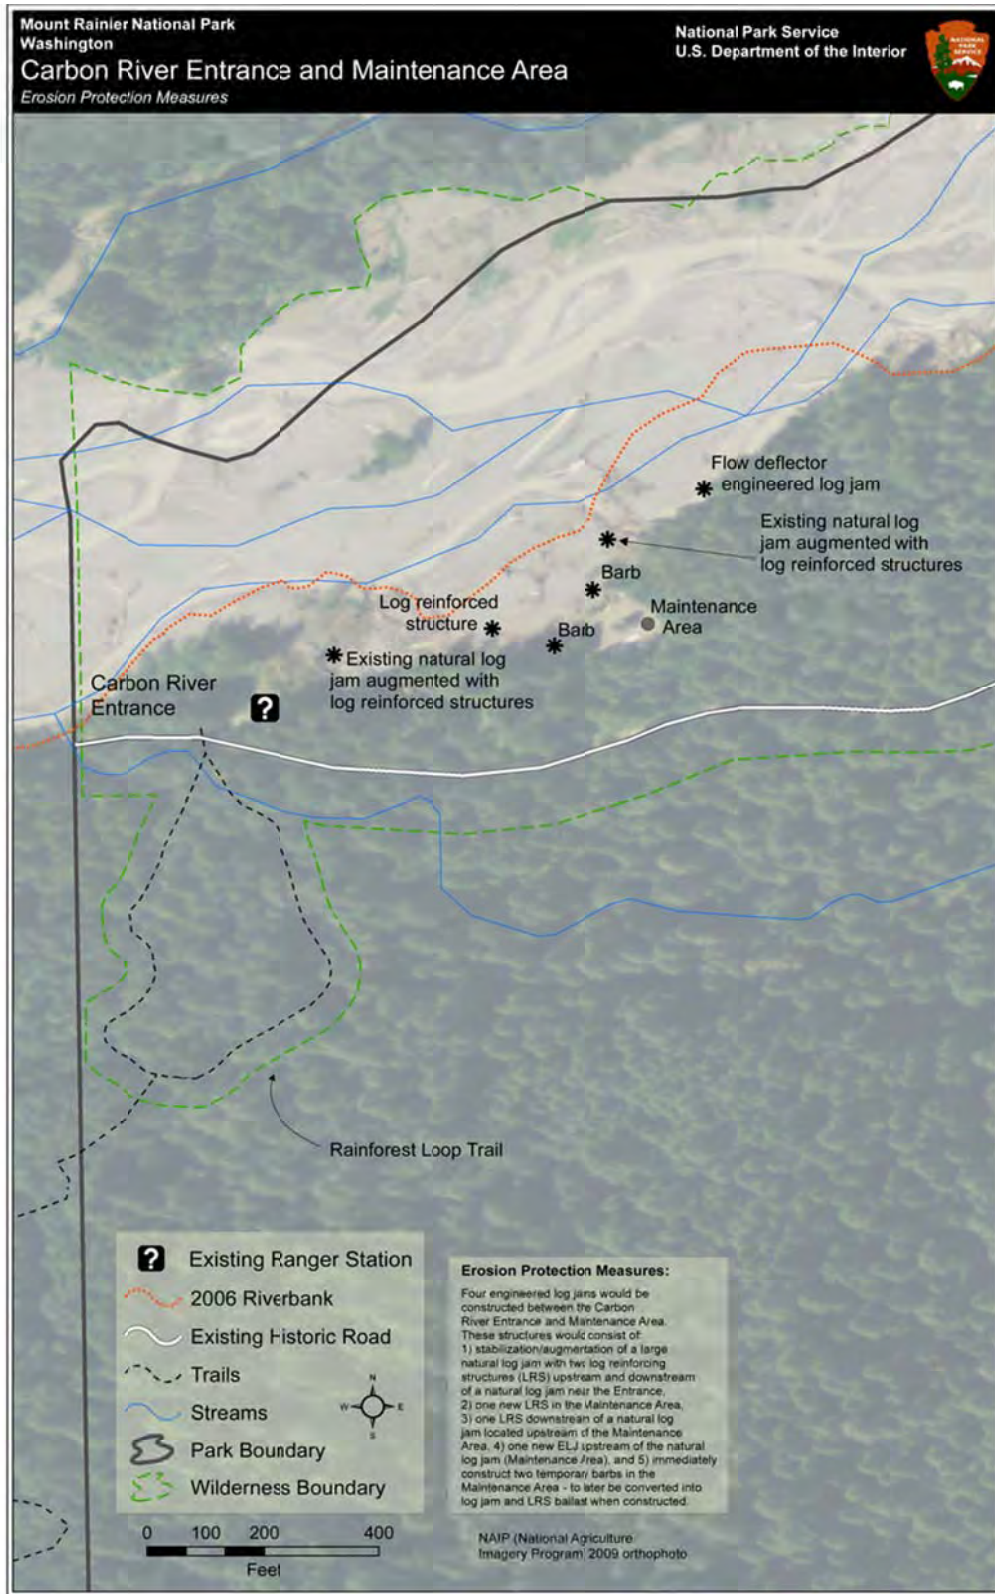 Mount Rainier National Park
Washington
Carbon River Entrance and Maintenance Area
Erosion Protection Measures
National Park Service
U.S. Department of the Interior
NATIONAL
PARK
SERVICE
Flow deflector
engineered log jam
Existing natural log
jam augmented with
log reinforced structures
Barb
Log reinforced
structure
Barb
Maintenance
Area
Existing natural log
jam augmented with
log reinforced structures
Carbon River
Entrance
?
Rainforest Loop Trail
? Existing Ranger Station
2006 Riverbank
Existing Historic Road
Trails
Streams
Park Boundary
Wilderness Boundary
N
W E
S
0 100 200 400
Feet
Erosion Protection Measures:
Four engineered log jams would be
constructed between the Carbon
River Entrance and Maintenance Area.
These structures would consist of:
1) stabilization/augmentation of a large
natural log jam with two log reinforcing
structures (LRS) upstream and downstream
of a natural log jam near the Entrance,
2) one new LRS in the Maintenance Area,
3) one LRS downstream of a natural log
jam located upstream of the Maintenance
Area, 4) one new ELJ upstream of the natural
log jam (Maintenance Area), and 5) immediately
construct two temporary barbs in the
Maintenance Area - to later be converted into
log jam and LRS ballast when constructed.
NAIP (National Agriculture
Imagery Program) 2009 orthophoto